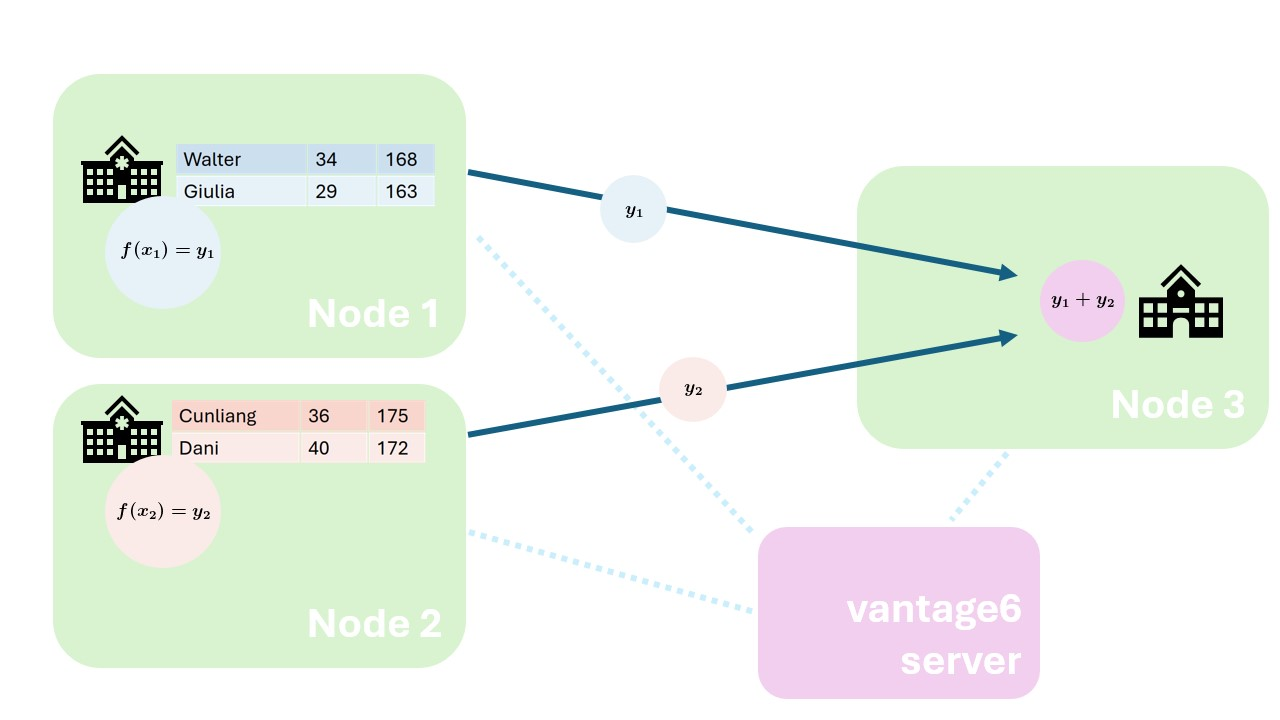 Walter 34 168
Giulia 29 163
f(x₁) = y₁
Node 1
Cunliang 36 175
Dani 40 172
f(x₂) = y₂
Node 2
y₁
y₂
y₁ + y₂
Node 3
vantage6
server